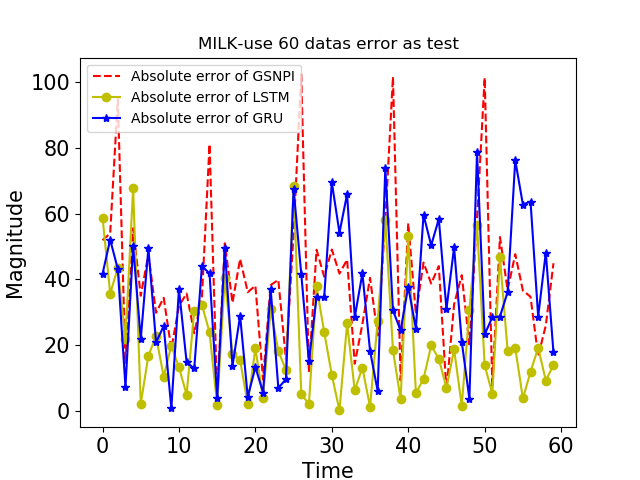 MILK-use 60 datas error as test
Absolute error of GSNPI
Absolute error of LSTM
Absolute error of GRU
100
80
60
40
20
0
Magnitude
0 10 20 30 40 50 60
Time